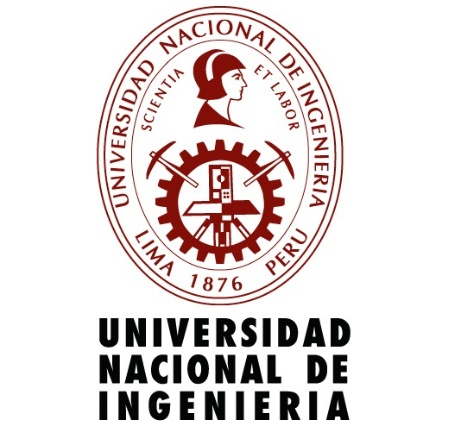 UNIVERSIDAD NACIONAL DE INGENIERIA
SCIENTIA ET LABOR
LIMA 1876 PERU
UNIVERSIDAD
NACIONAL DE
INGENIERIA